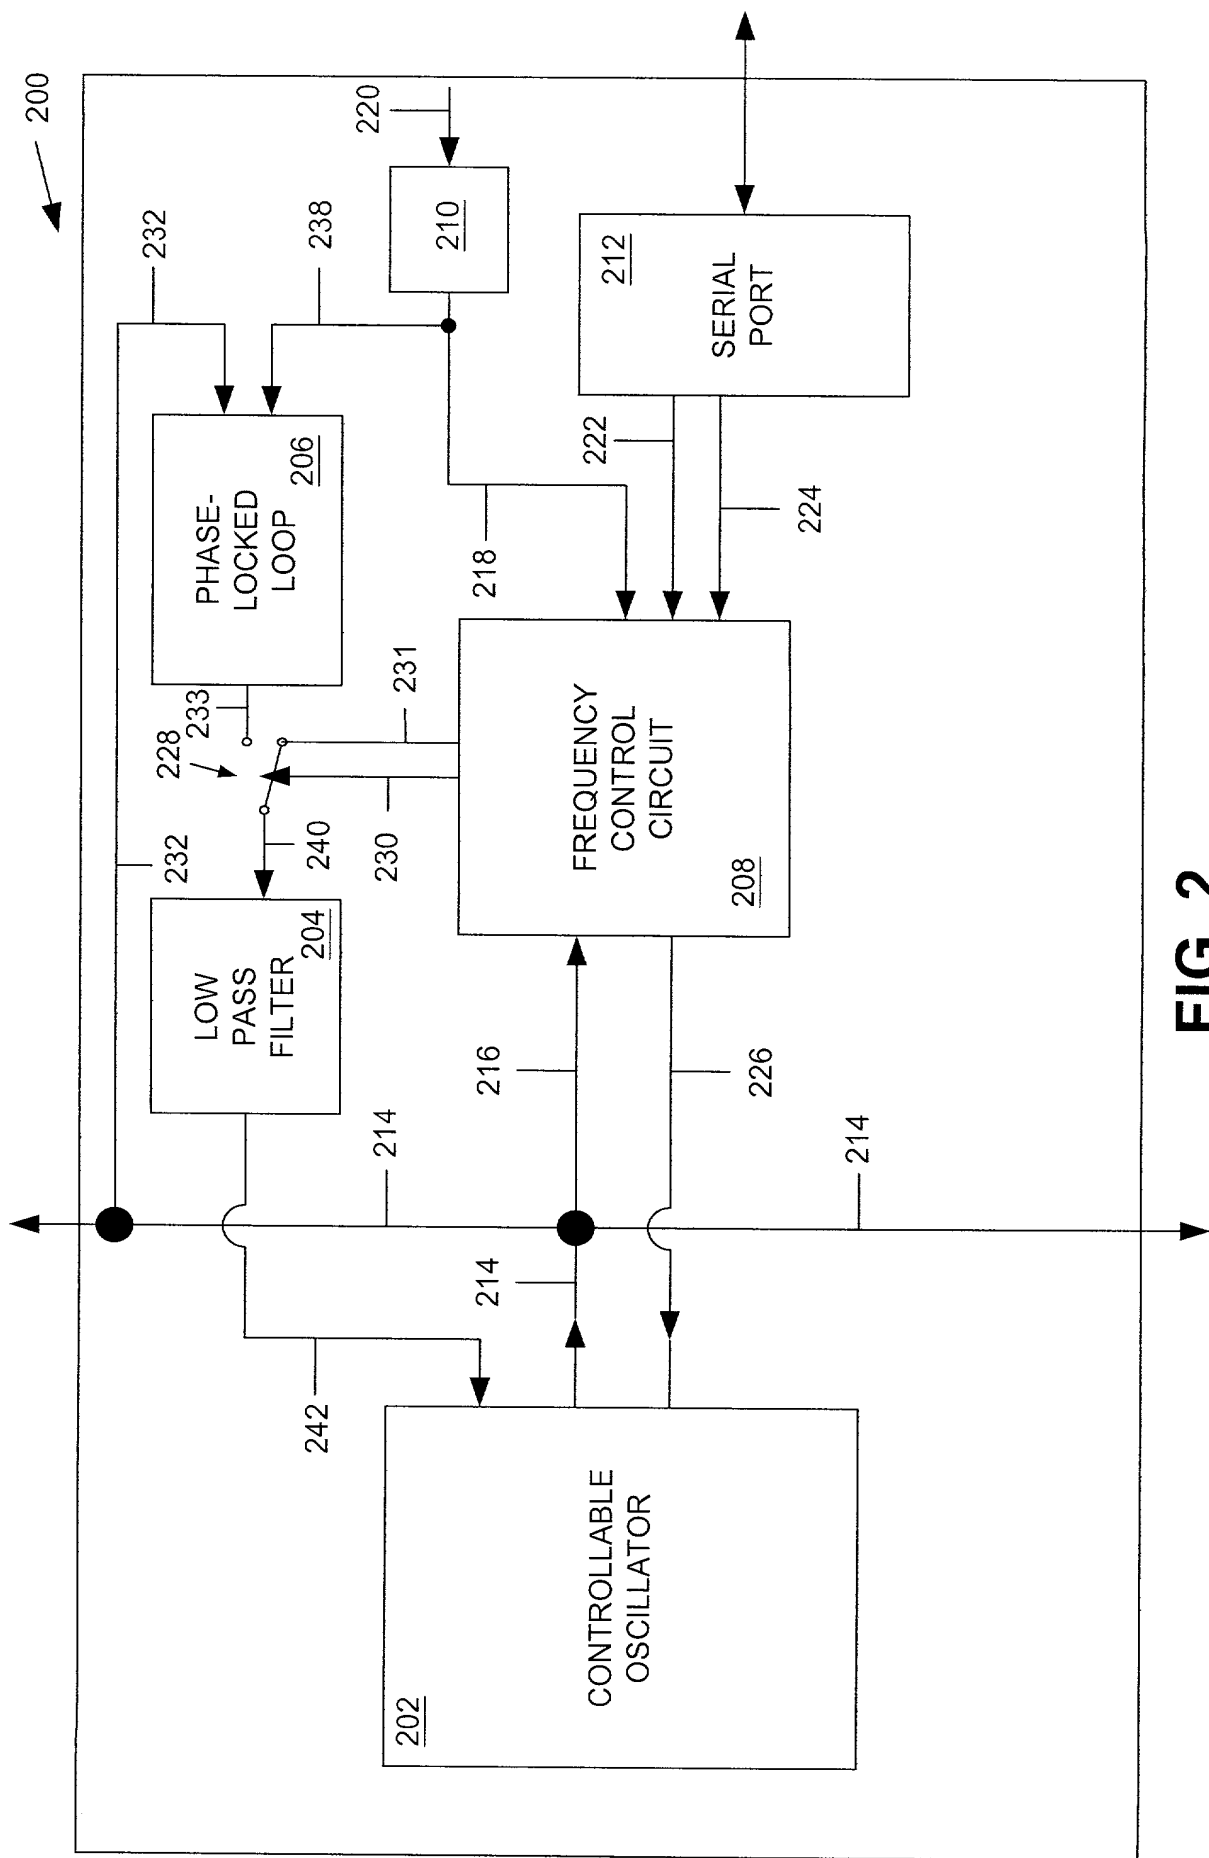 200
232
220
238
210
PHASE-
LOCKED
LOOP
206
212
SERIAL
PORT
222
224
218
233
228
231
230
240
232
FREQUENCY
CONTROL
CIRCUIT
208
LOW
PASS
FILTER
204
216
226
214
214
214
242
CONTROLLABLE
OSCILLATOR
202
FIG. 2